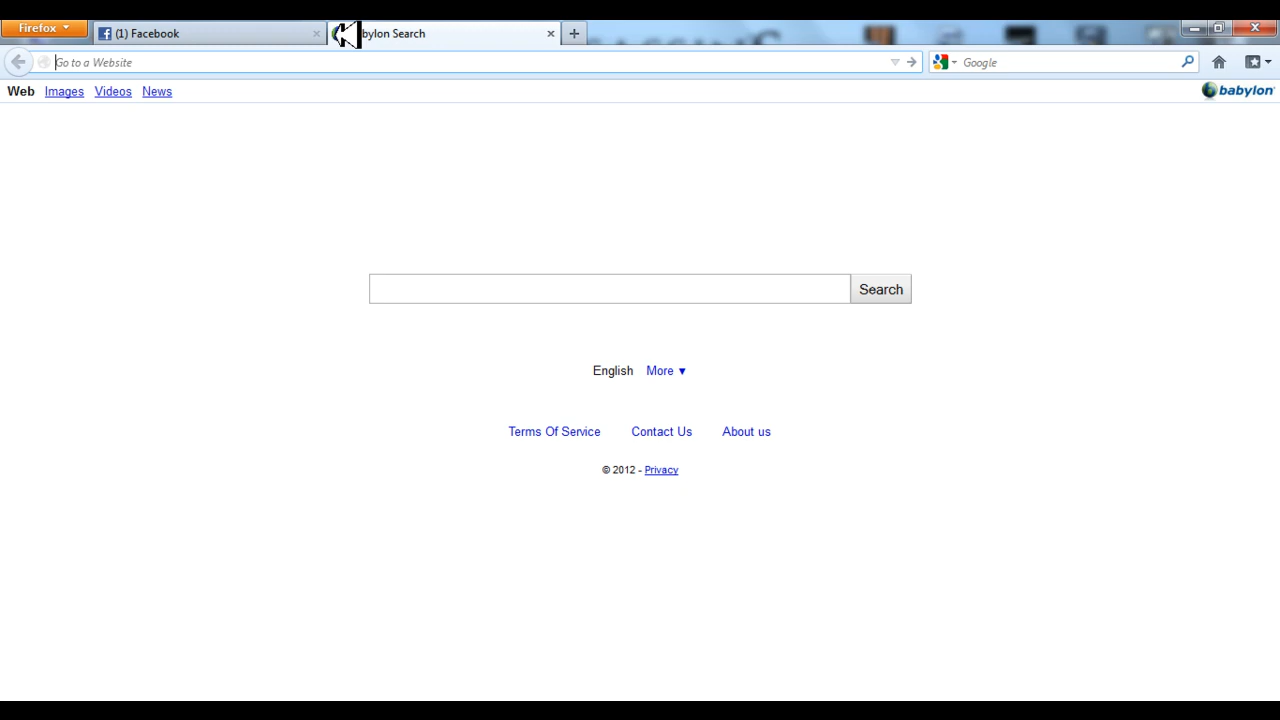 Firefox
(1) Facebook
bylon Search
Go to a Website
Google
Web Images Videos News
babylon
Search
English More ▼
Terms Of Service Contact Us About us
© 2012 - Privacy